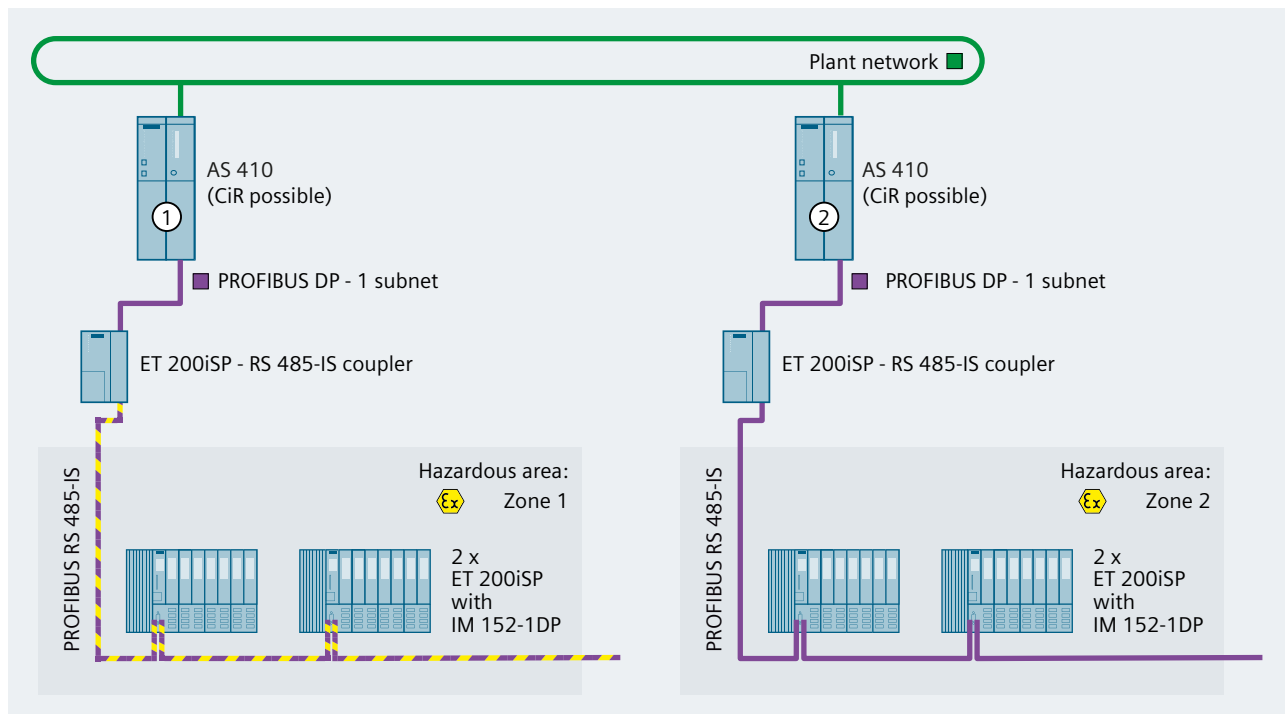 Plant network
AS 410
(CiR possible)
1
PROFIBUS DP - 1 subnet
ET 200iSP - RS 485-IS coupler
PROFIBUS RS 485-IS
Hazardous area:
Ex Zone 1
2 x
ET 200iSP
with
IM 152-1DP
AS 410
(CiR possible)
2
PROFIBUS DP - 1 subnet
ET 200iSP - RS 485-IS coupler
PROFIBUS RS 485-IS
Hazardous area:
Ex Zone 2
2 x
ET 200iSP
with
IM 152-1DP